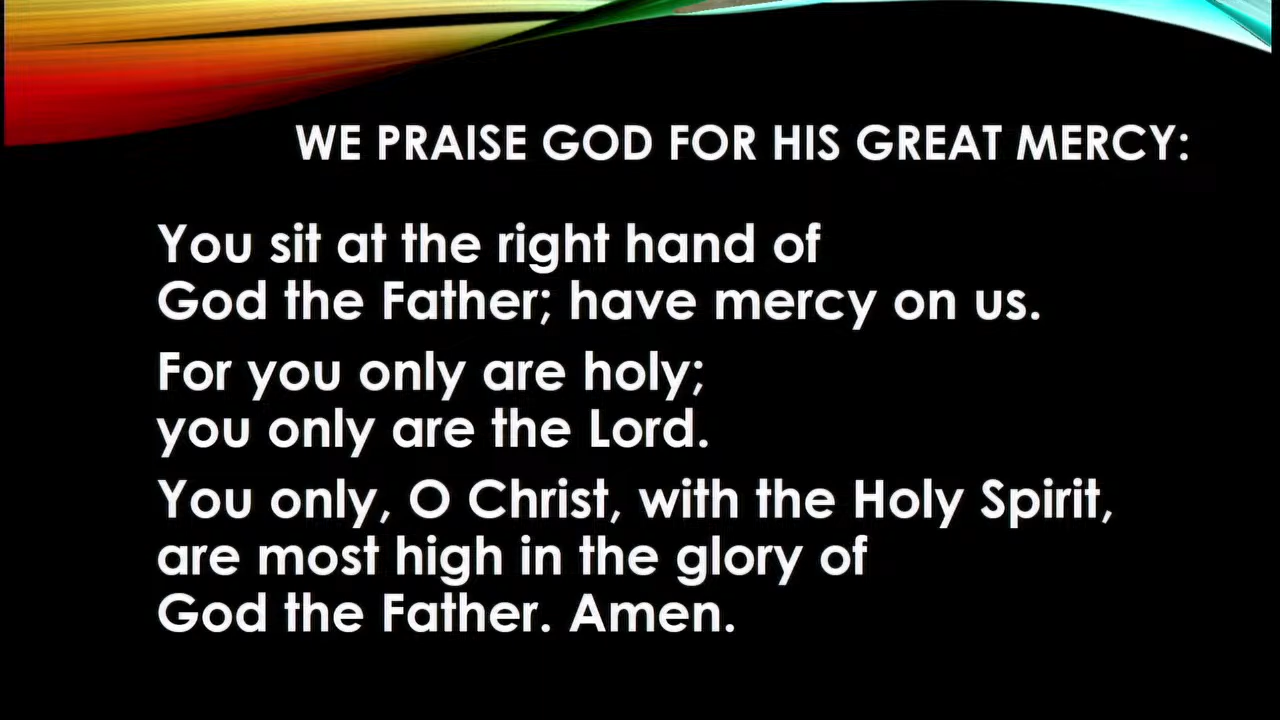 WE PRAISE GOD FOR HIS GREAT MERCY:
You sit at the right hand of
God the Father; have mercy on us.
For you only are holy;
you only are the Lord.
You only, O Christ, with the Holy Spirit,
are most high in the glory of
God the Father. Amen.